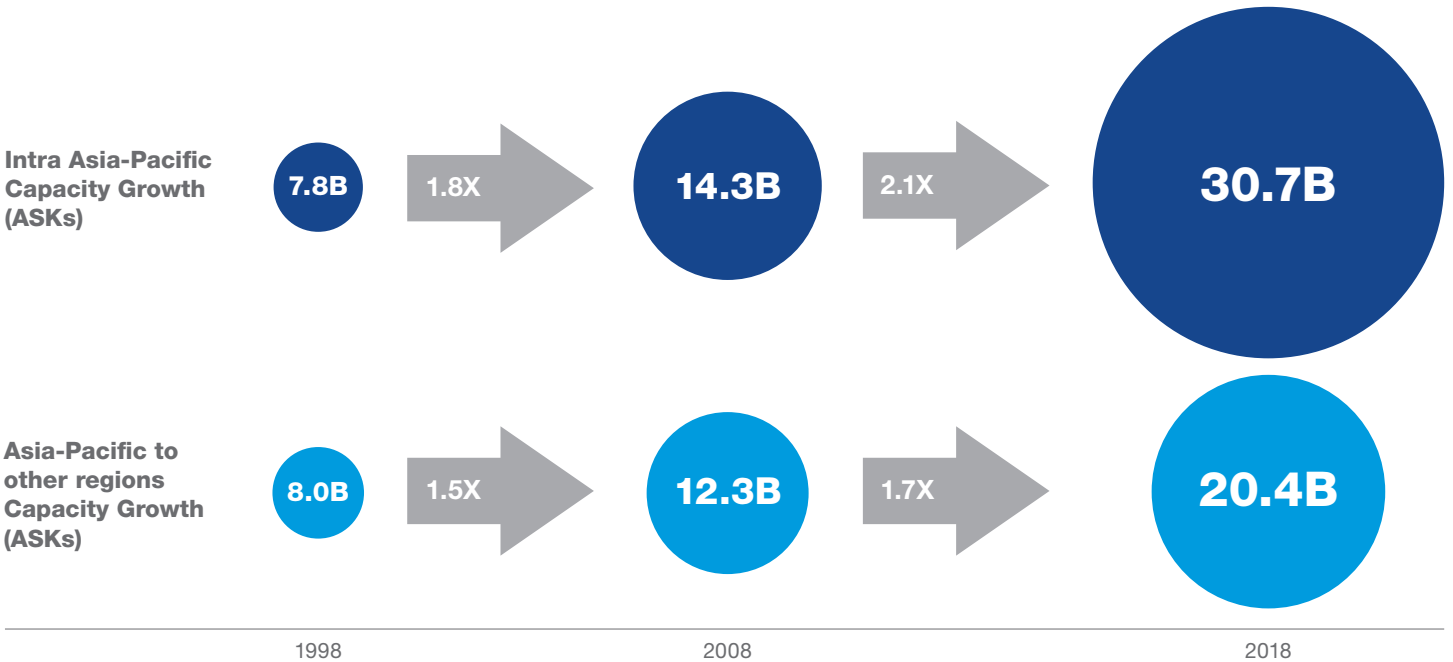 Intra Asia-Pacific
Capacity Growth
(ASKs)
7.8B
1.8X
14.3B
2.1X
30.7B
Asia-Pacific to
other regions
Capacity Growth
(ASKs)
8.0B
1.5X
12.3B
1.7X
20.4B
1998
2008
2018